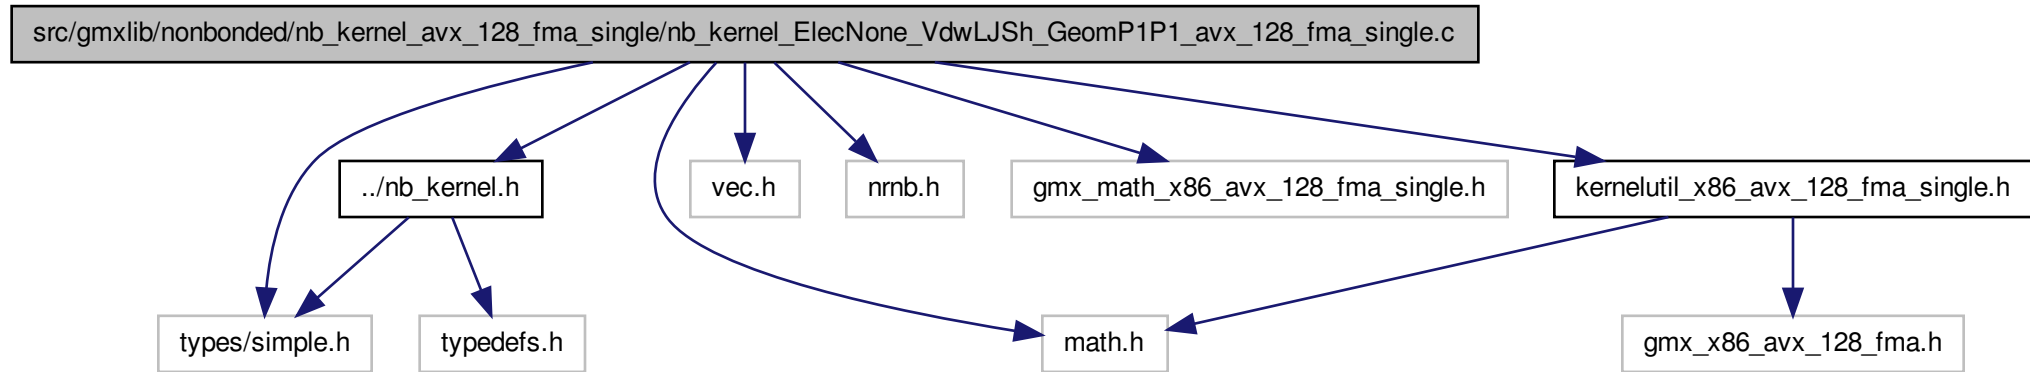 src/gmxlib/nonbonded/nb_kernel_avx_128_fma_single/nb_kernel_ElecNone_VdwLJSh_GeomP1P1_avx_128_fma_single.c
../nb_kernel.h
vec.h
nrnb.h
gmx_math_x86_avx_128_fma_single.h
kernelutil_x86_avx_128_fma_single.h
types/simple.h
typedefs.h
math.h
gmx_x86_avx_128_fma.h